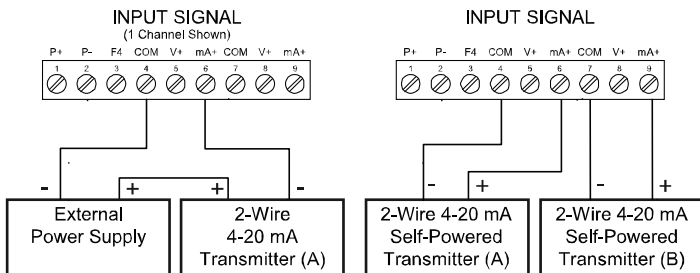 INPUT SIGNAL
(1 Channel Shown)
P+ P- F4 COM V+ mA+ COM V+ mA+
1 2 3 4 5 6 7 8 9
- + + -
External
Power Supply
2-Wire
4-20 mA
Transmitter (A)
INPUT SIGNAL
P+ P- F3 COM V+ mA+ COM V+ mA+
1 2 3 4 5 6 7 8 9
- + - +
2-Wire 4-20 mA
Self-Powered
Transmitter (A)
2-Wire 4-20 mA
Self-Powered
Transmitter (B)